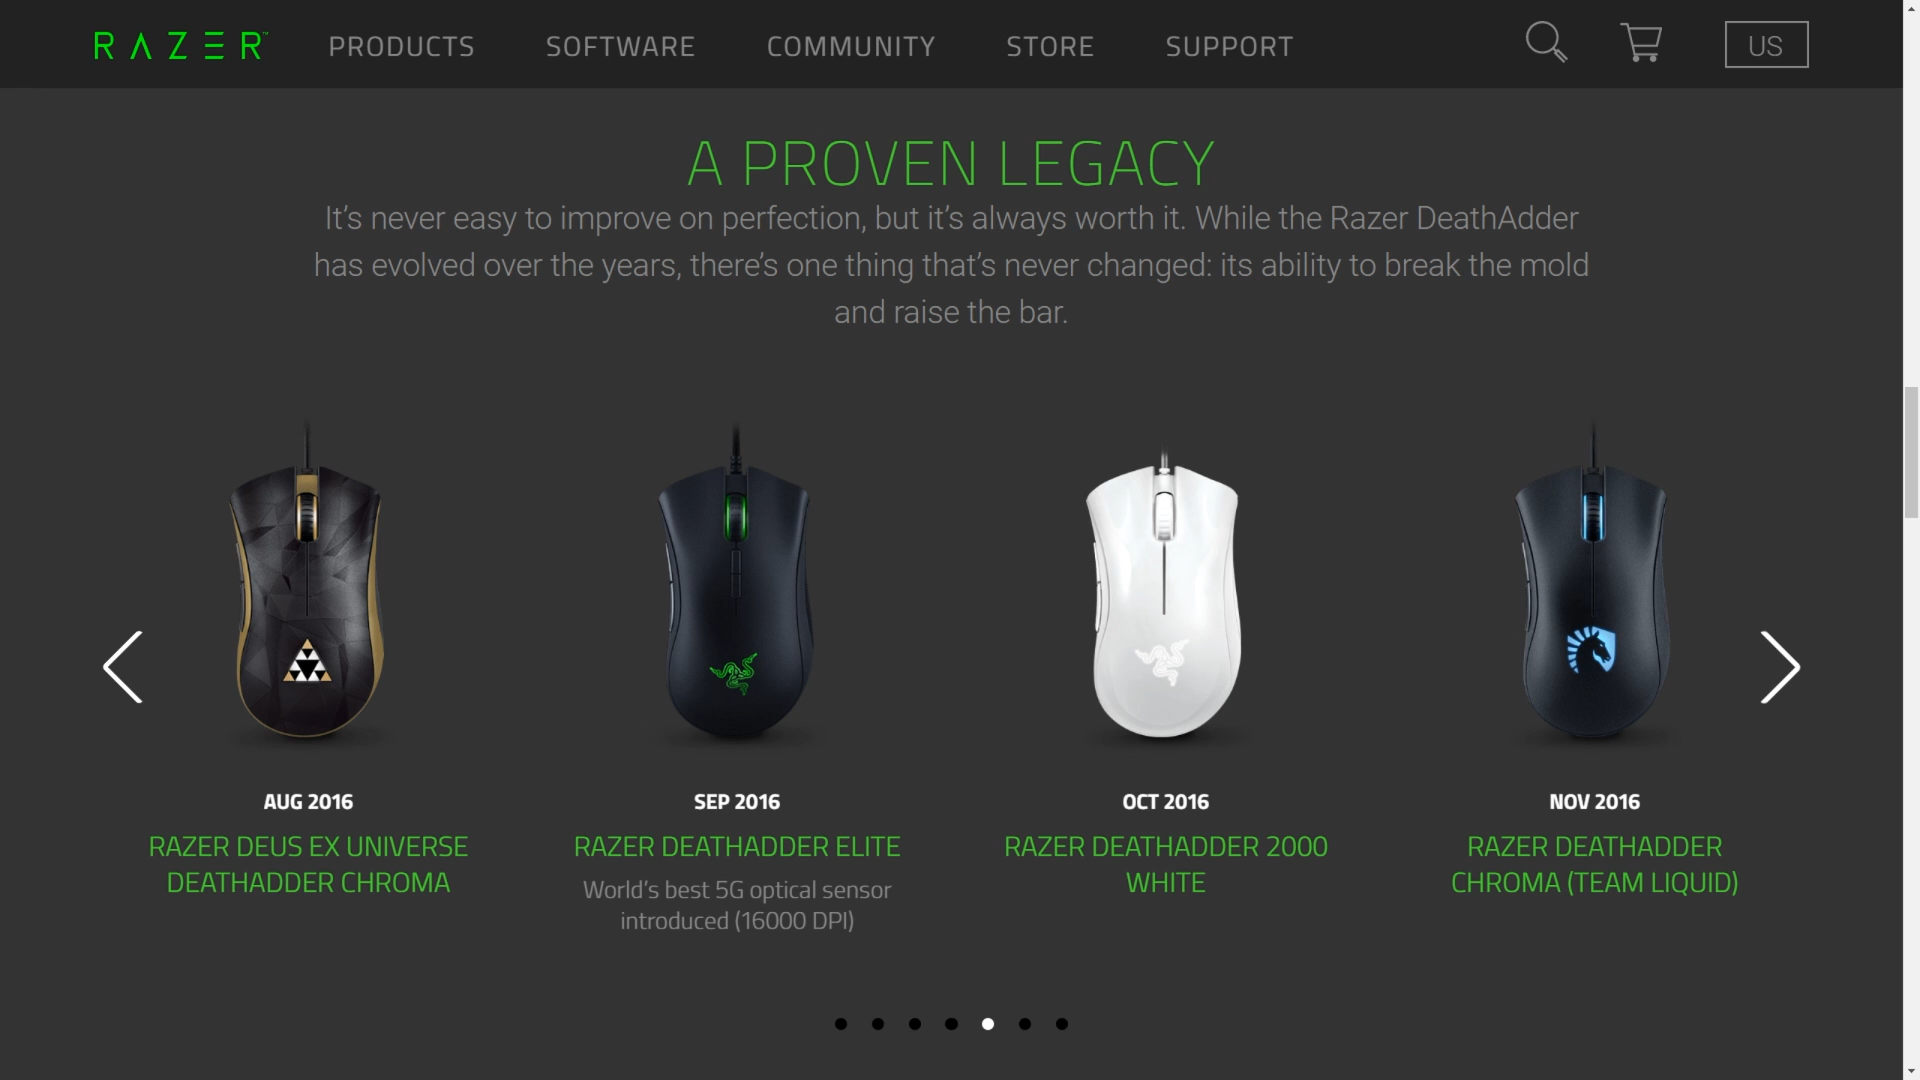 RAZER™ PRODUCTS SOFTWARE COMMUNITY STORE SUPPORT US
A PROVEN LEGACY
It’s never easy to improve on perfection, but it’s always worth it. While the Razer DeathAdder
has evolved over the years, there’s one thing that’s never changed: its ability to break the mold
and raise the bar.
AUG 2016
RAZER DEUS EX UNIVERSE
DEATHADDER CHROMA
SEP 2016
RAZER DEATHADDER ELITE
World’s best 5G optical sensor
introduced (16000 DPI)
OCT 2016
RAZER DEATHADDER 2000
WHITE
NOV 2016
RAZER DEATHADDER
CHROMA (TEAM LIQUID)